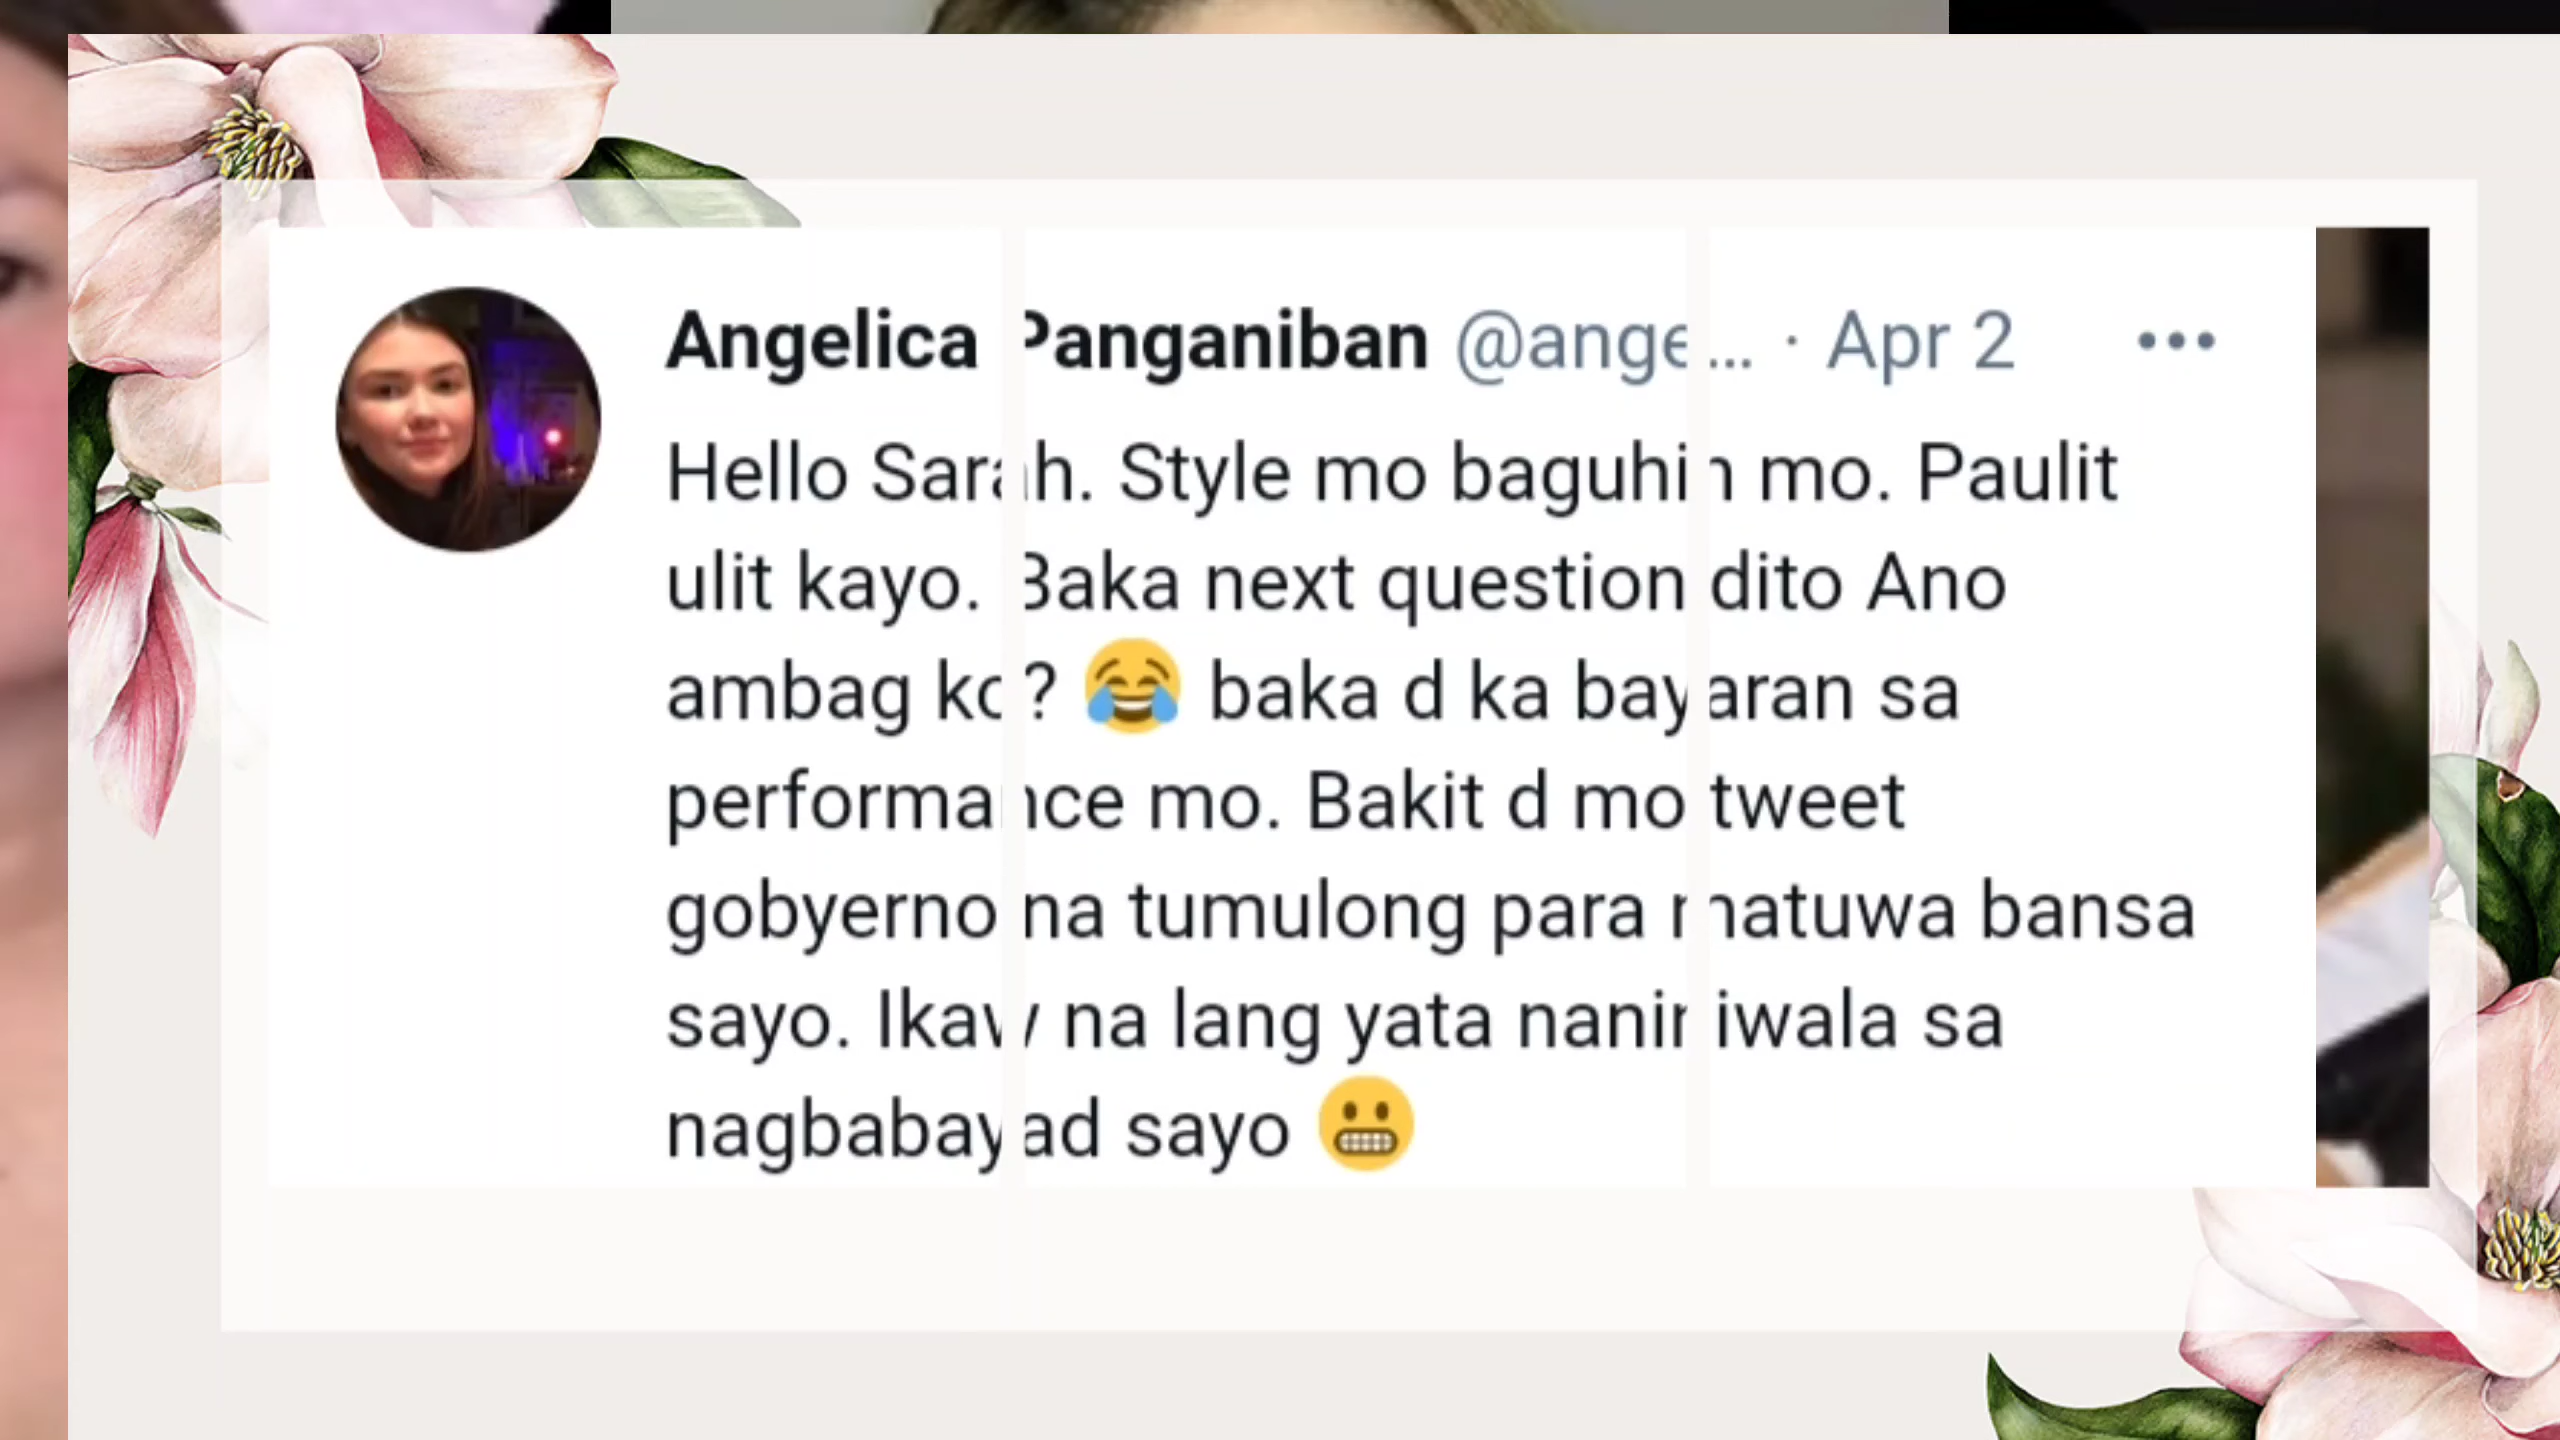 Angelica Panganiban @ange... · Apr 2
Hello Sarah. Style mo baguhin mo. Paulit
ulit kayo. Baka next question dito Ano
ambag ko? 😂 baka d ka bayaran sa
performance mo. Bakit d mo tweet
gobyerno na tumulong para matuwa bansa
sayo. Ikaw na lang yata naniniwala sa
nagbabayad sayo 😬